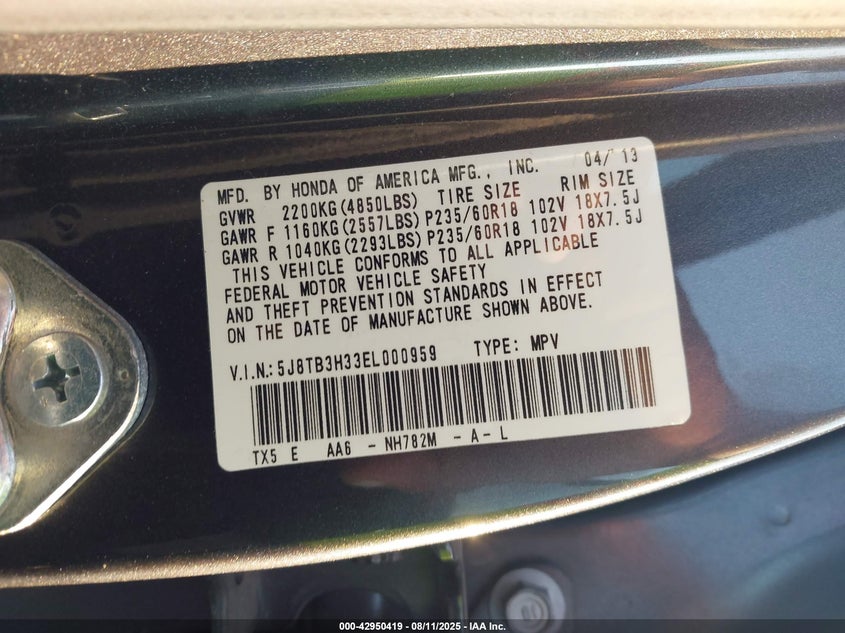 MFD. BY HONDA OF AMERICA MFG., INC. 04/13
GVWR 2200KG(4850LBS) TIRE SIZE RIM SIZE
GAWR F 1160KG(2557LBS)P235/60R18 102V 18X7.5J
GAWR R 1040KG(2293LBS)P235/60R18 102V 18X7.5J
THIS VEHICLE CONFORMS TO ALL APPLICABLE
FEDERAL MOTOR VEHICLE SAFETY
AND THEFT PREVENTION STANDARDS IN EFFECT
ON THE DATE OF MANUFACTURE SHOWN ABOVE.
V.I.N.:5J8TB3H33EL000959 TYPE: MPV
TX5 E AA6 - NH782M - A - L
000-42950419 - 08/11/2025 - IAA Inc.